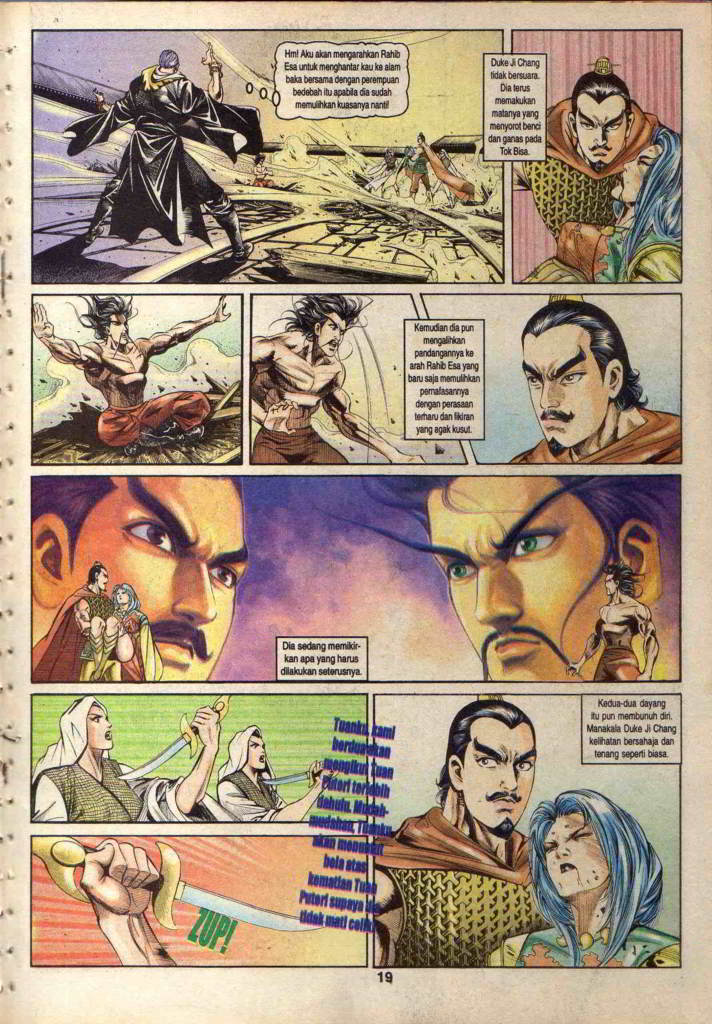 Hm! Aku akan mengarahkan Rahib
Esa untuk menghantar kau ke alam
baka bersama dengan perempuan
bedebah itu apabila dia sudah
memulihkan kuasanya nanti!
Duke Ji Chang
tidak bersuara.
Dia terus
memakukan
matanya yang
menyorot benci
dan ganas pada
Tok Bisa.
Kemudian dia pun
mengalihkan
pandangannya ke
arah Rahib Esa yang
baru saja memulihkan
pernafasannya
dengan perasaan
terharu dan fikiran
yang agak kusut.
Dia sedang memikir-
kan apa yang harus
dilakukan seterusnya.
Tuanku, kami
berdua akan
mengikut Tuan
Puteri terlebih
dahulu. Mudah-
mudahan, Tuanku
akan menuntut
bela atas
kematian Tuan
Puteri supaya
tidak mati
ZUP!
Kedua-dua dayang
itu pun membunuh diri.
Manakala Duke Ji Chang
kelihatan bersahaja dan
tenang seperti biasa.
19